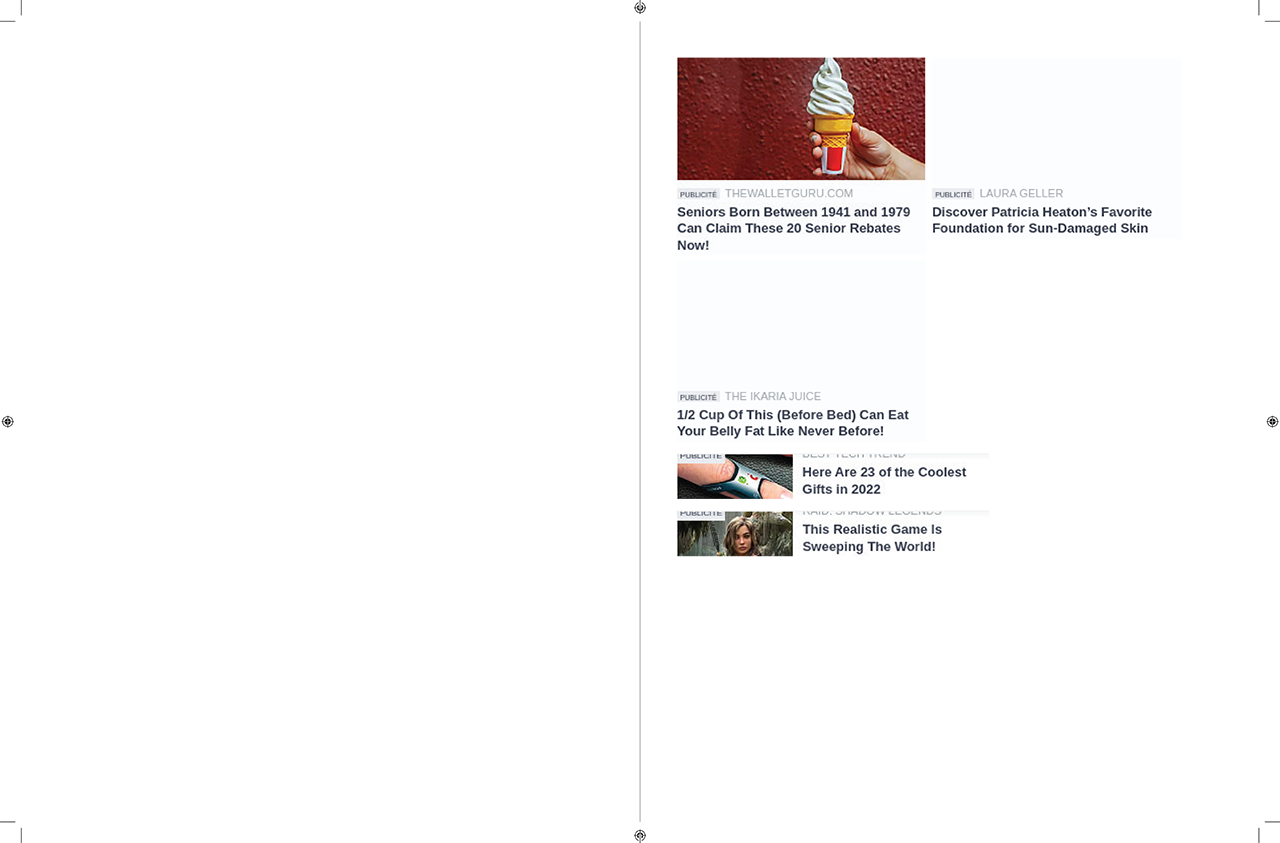 PUBLICITÉ THEWALLETGURU.COM
Seniors Born Between 1941 and 1979
Can Claim These 20 Senior Rebates
Now!
PUBLICITÉ LAURA GELLER
Discover Patricia Heaton’s Favorite
Foundation for Sun-Damaged Skin
PUBLICITÉ THE IKARIA JUICE
1/2 Cup Of This (Before Bed) Can Eat
Your Belly Fat Like Never Before!
PUBLICITÉ BEST TECH TREND
Here Are 23 of the Coolest
Gifts in 2022
PUBLICITÉ RAID: SHADOW LEGENDS
This Realistic Game Is
Sweeping The World!